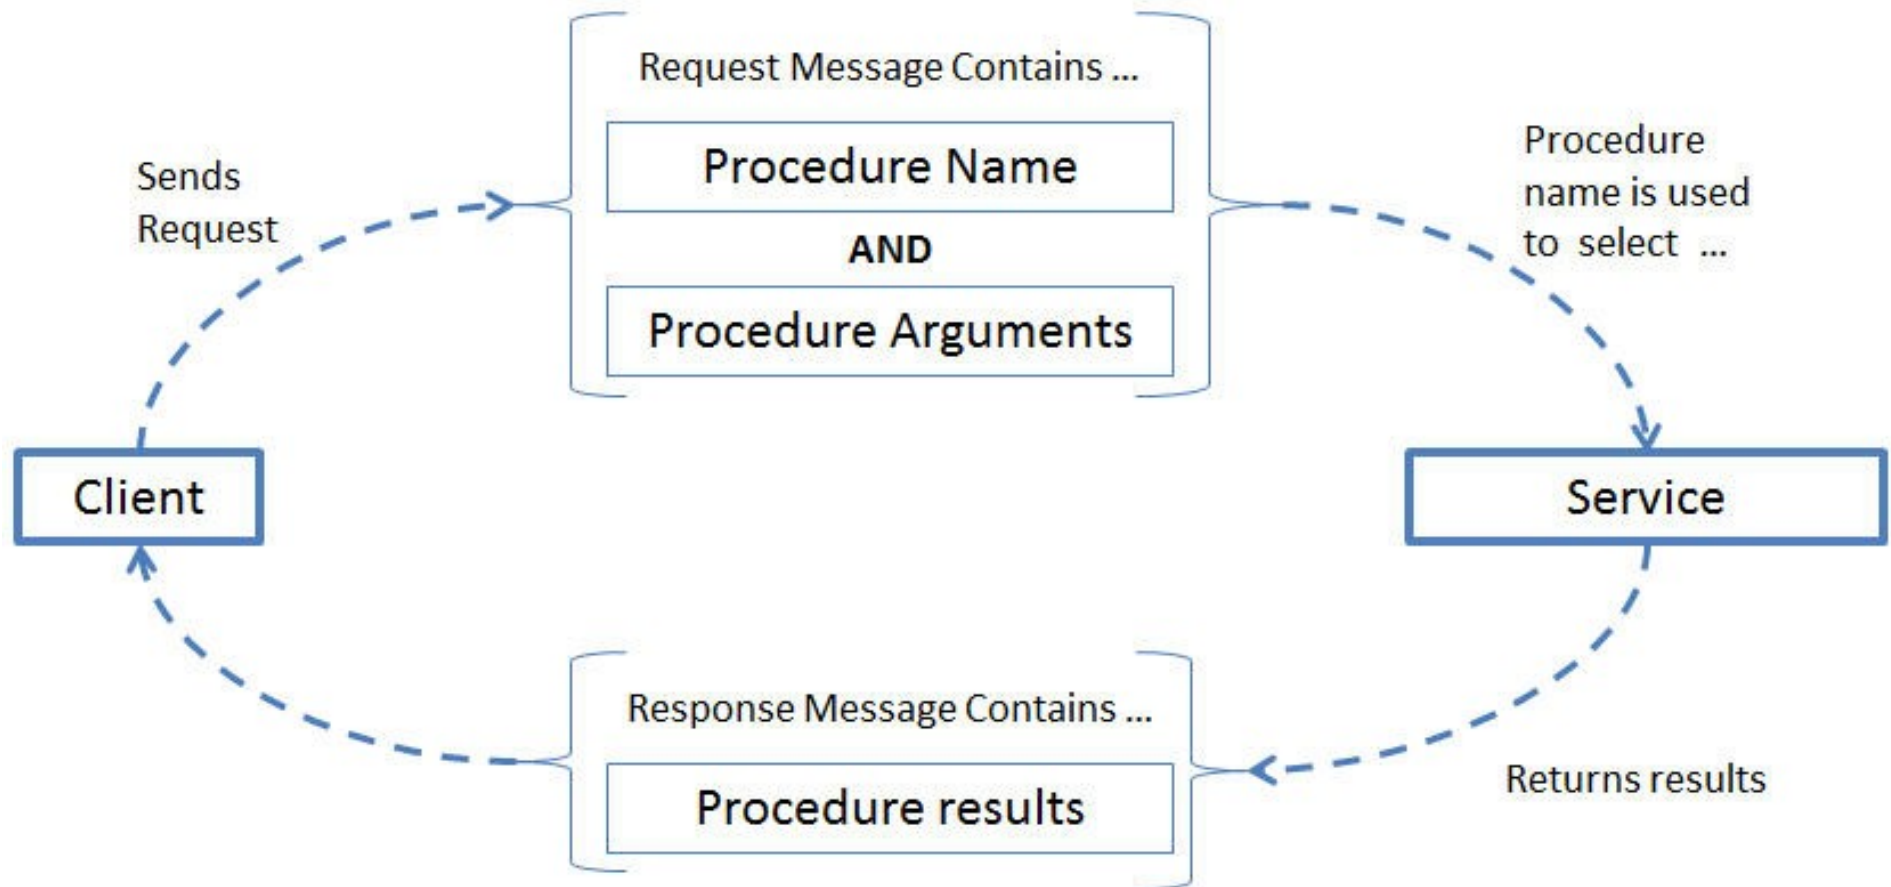 Request Message Contains ...
Procedure Name
AND
Procedure Arguments
Sends
Request
Procedure
name is used
to select ...
Client
Service
Response Message Contains ...
Procedure results
Returns results